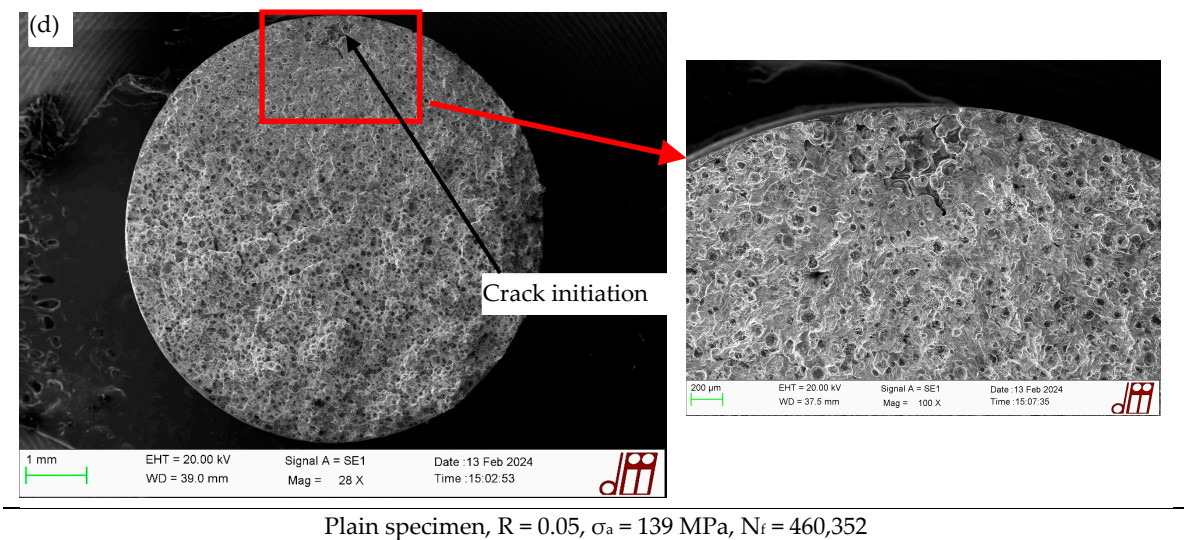 (d)
Crack initiation
1 mm
EHT = 20.00 kV
Signal A = SE1
Date :13 Feb 2024
WD = 39.0 mm
Mag = 28 X
Time :15:02:53
200 µm
EHT = 20.00 kV
Signal A = SE1
Date :13 Feb 2024
WD = 37.5 mm
Mag = 100 X
Time :15:07:35
Plain specimen, R = 0.05, σa = 139 MPa, Nf = 460,352